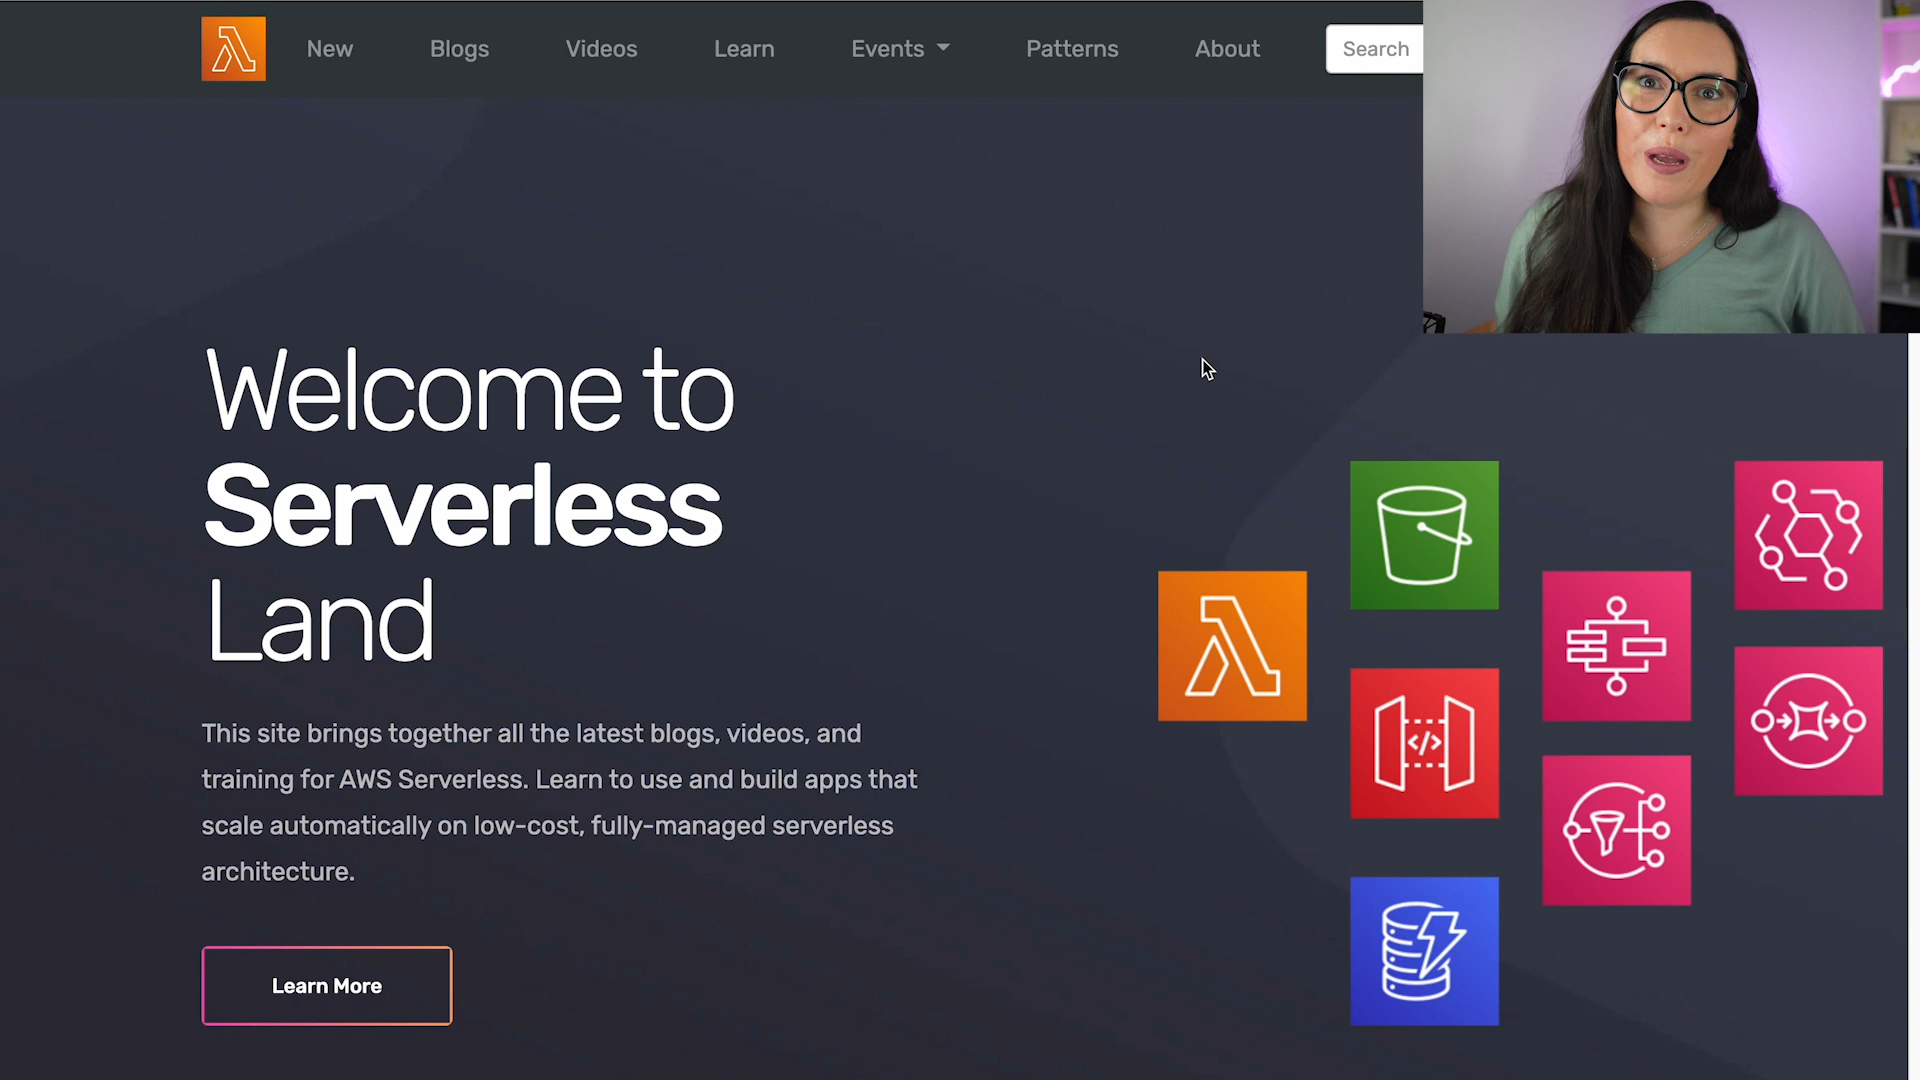 New Blogs Videos Learn Events Patterns About Search
Welcome to
Serverless
Land
This site brings together all the latest blogs, videos, and
training for AWS Serverless. Learn to use and build apps that
scale automatically on low-cost, fully-managed serverless
architecture.
Learn More